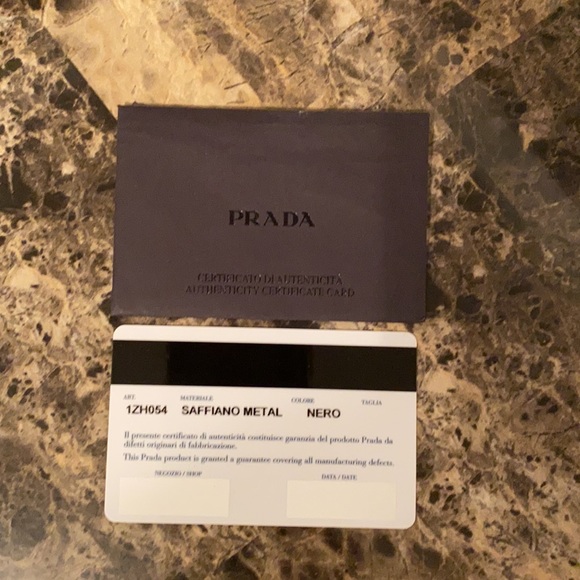 PRADA
CERTIFICATO DI AUTENTICITÀ
AUTHENTICITY CERTIFICATE CARD
ART. MATERIALE COLORE TAGLIA
1ZH054 SAFFIANO METAL NERO
Il presente certificato di autenticità costituisce garanzia del prodotto Prada da
difetti originari di fabbricazione.
This Prada product is granted a guarantee covering all manufacturing defects.
NEGOZIO / SHOP DATA / DATE